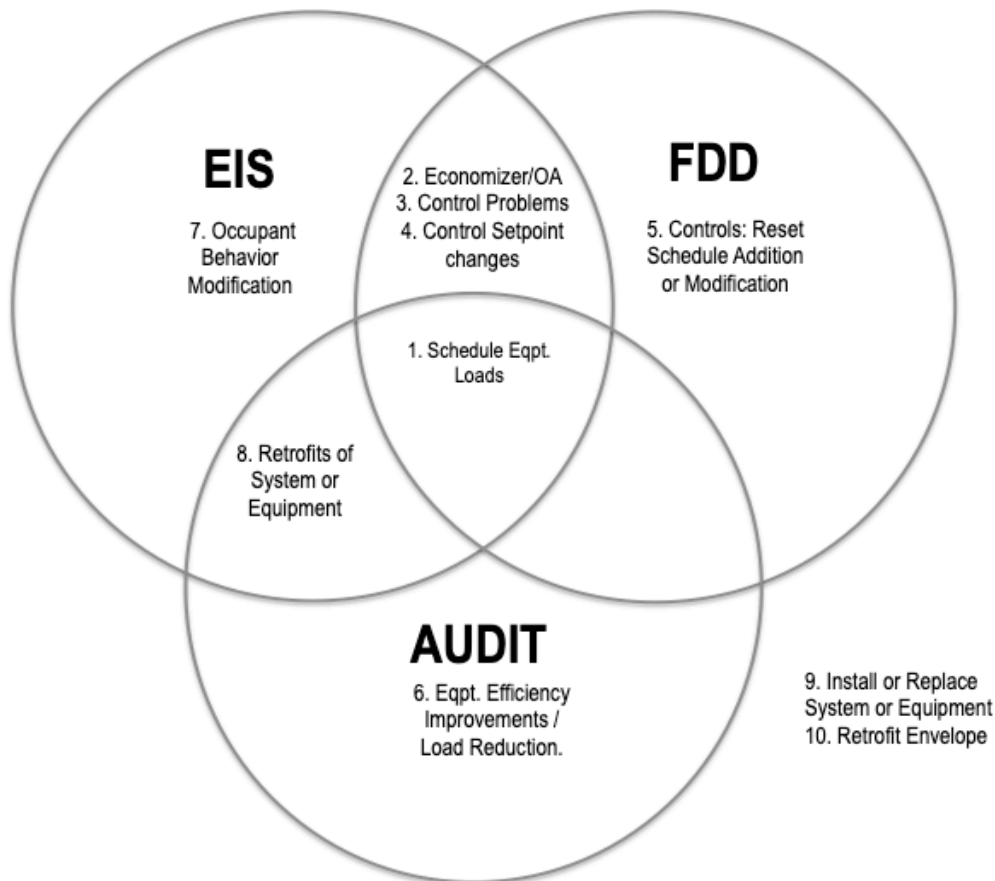 EIS
7. Occupant
Behavior
Modification
2. Economizer/OA
3. Control Problems
4. Control Setpoint
changes
FDD
5. Controls: Reset
Schedule Addition
or Modification
1. Schedule Eqpt.
Loads
8. Retrofits of
System or
Equipment
AUDIT
6. Eqpt. Efficiency
Improvements /
Load Reduction.
9. Install or Replace
System or Equipment
10. Retrofit Envelope